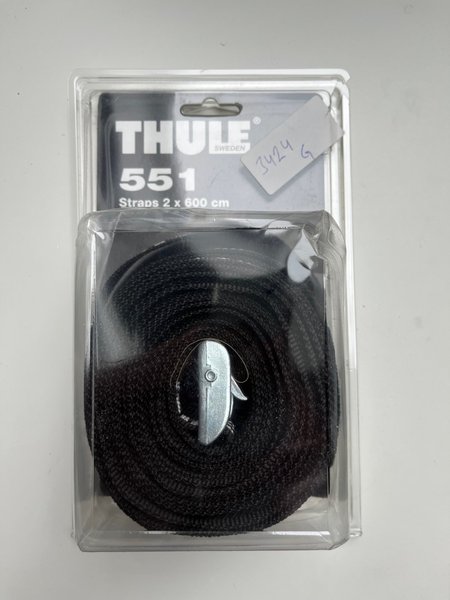 THULE®
SWEDEN
551
Straps 2 x 600 cm
3424
G